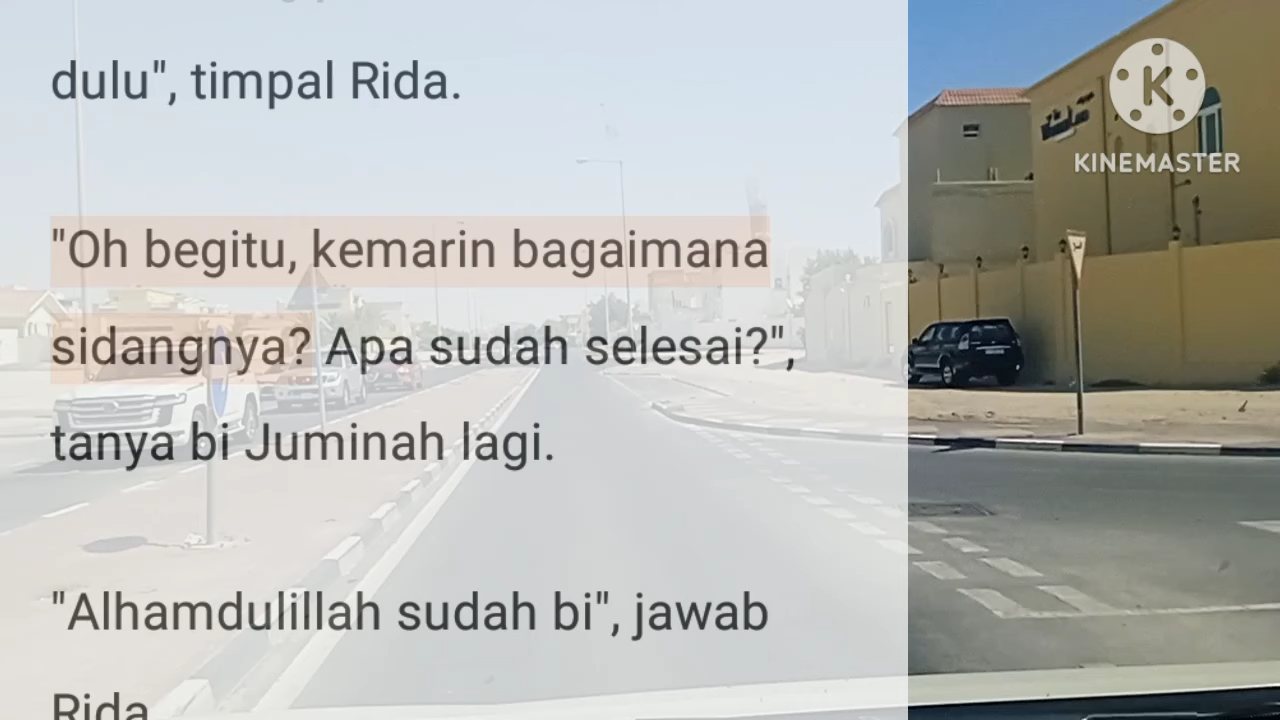 dulu", timpal Rida.
"Oh begitu, kemarin bagaimana
sidangnya? Apa sudah selesai?",
tanya bi Juminah lagi.
"Alhamdulillah sudah bi", jawab
Rida
K
KINEMASTER